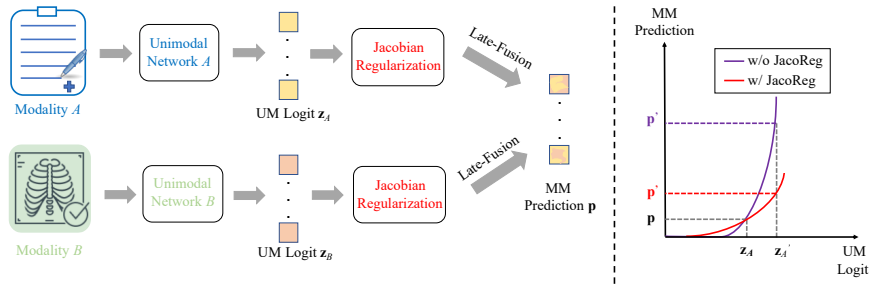 Modality A
Unimodal
Network A
UM Logit z_A
Jacobian
Regularization
Late-Fusion
Modality B
Unimodal
Network B
UM Logit z_B
Jacobian
Regularization
Late-Fusion
MM
Prediction p
MM
Prediction
w/o JacoReg
w/ JacoReg
p'
p'
p
z_A
z_A'
UM
Logit